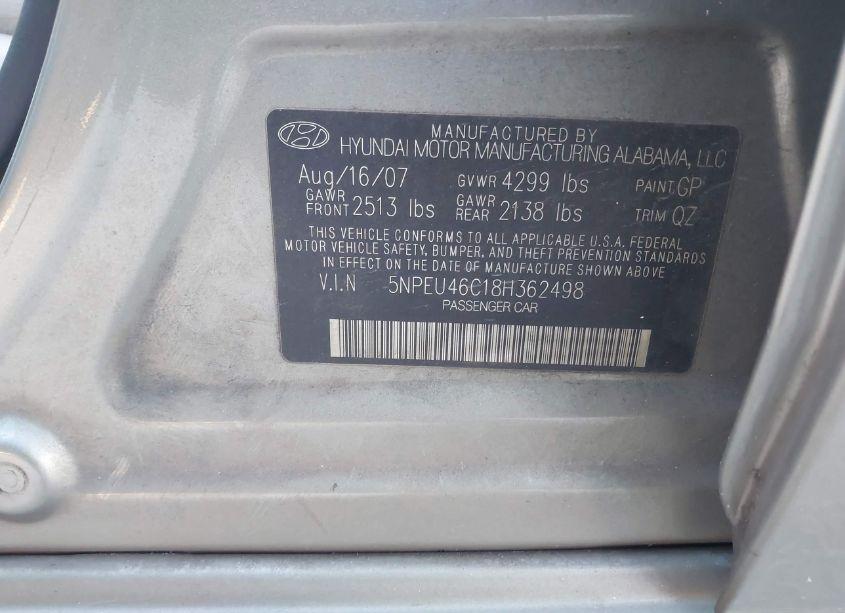 MANUFACTURED BY
HYUNDAI MOTOR MANUFACTURING ALABAMA, LLC
Aug/16/07 GVWR 4299 lbs PAINT GP
GAWR FRONT 2513 lbs GAWR REAR 2138 lbs TRIM QZ
THIS VEHICLE CONFORMS TO ALL APPLICABLE U.S.A. FEDERAL
MOTOR VEHICLE SAFETY, BUMPER, AND THEFT PREVENTION STANDARDS
IN EFFECT ON THE DATE OF MANUFACTURE SHOWN ABOVE
V.I.N 5NPEU46C18H362498
PASSENGER CAR